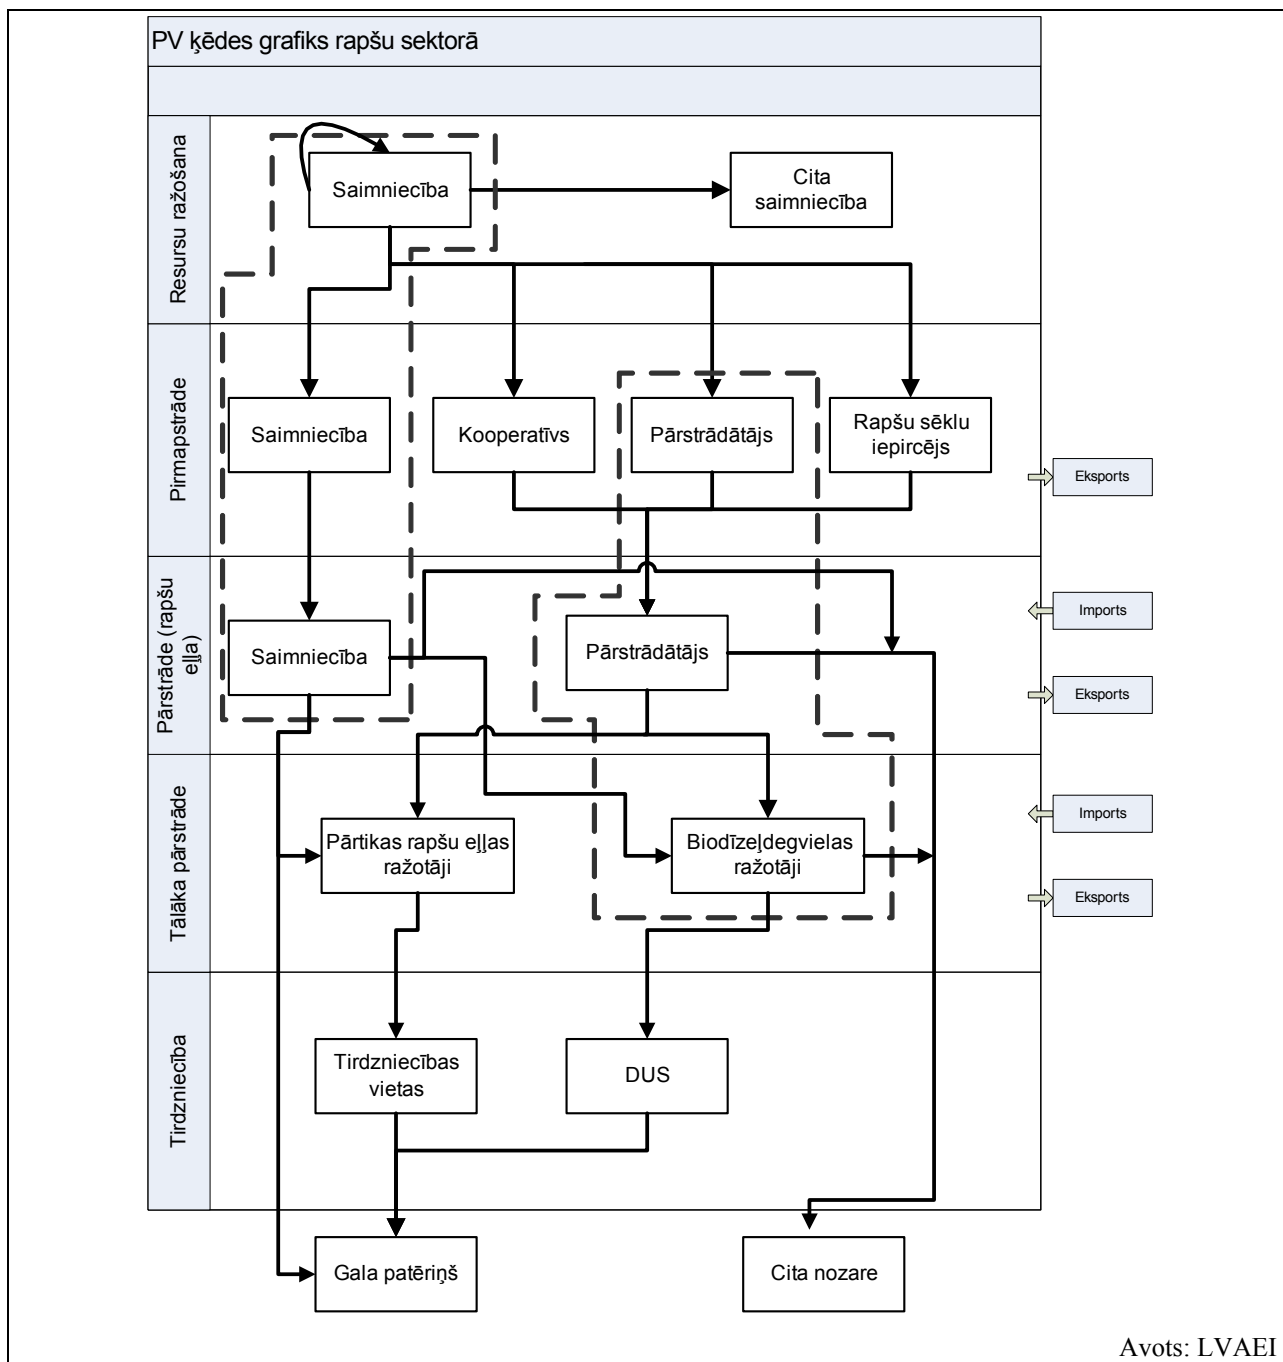 PV ķēdes grafiks rapšu sektorā
Resursu ražošana
Saimniecība
Cita
saimniecība
Pirmapstrāde
Saimniecība
Kooperatīvs
Pārstrādātājs
Rapšu sēklu
iepircējs
Eksports
Pārstrāde (rapšu
eļļa)
Saimniecība
Pārstrādātājs
Imports
Eksports
Tālāka pārstrāde
Pārtikas rapšu eļļas
ražotāji
Biodīzeļdegvielas
ražotāji
Imports
Eksports
Tirdzniecība
Tirdzniecības
vietas
DUS
Gala patēriņš
Cita nozare
Avots: LVAEI